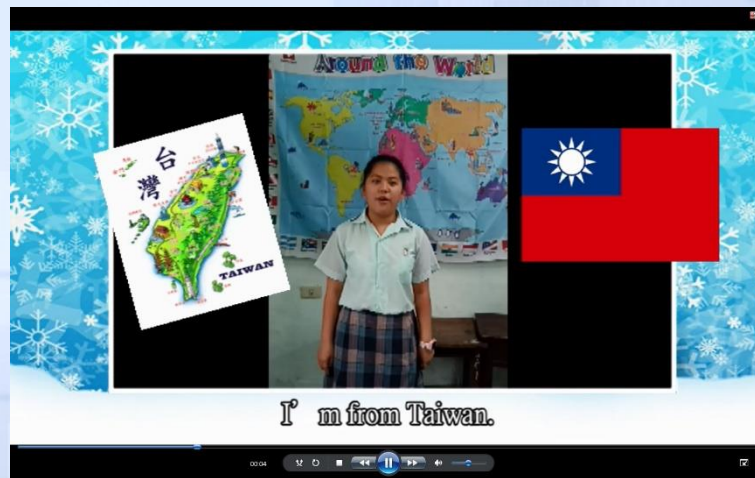 Around the World
台
灣
TAIWAN
I’m from Taiwan.
00:04